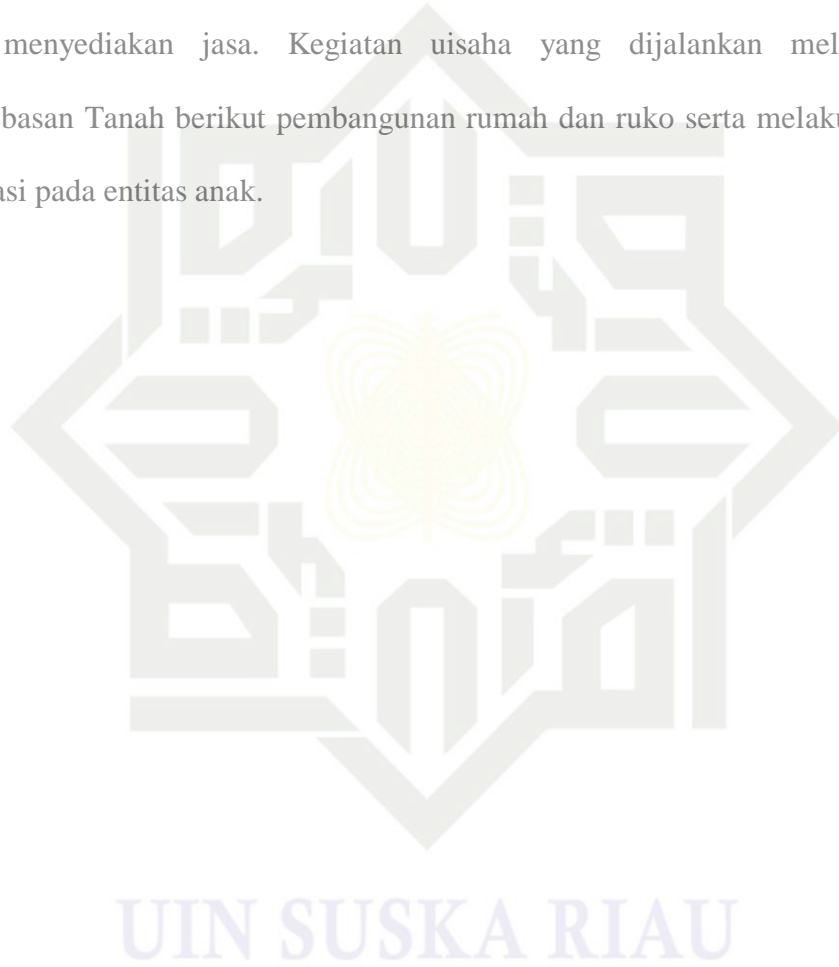 menyediakan jasa. Kegiatan uisaha yang dijalankan mel
basan Tanah berikut pembangunan rumah dan ruko serta melaku
asi pada entitas anak.
UIN SUSKA RIAU